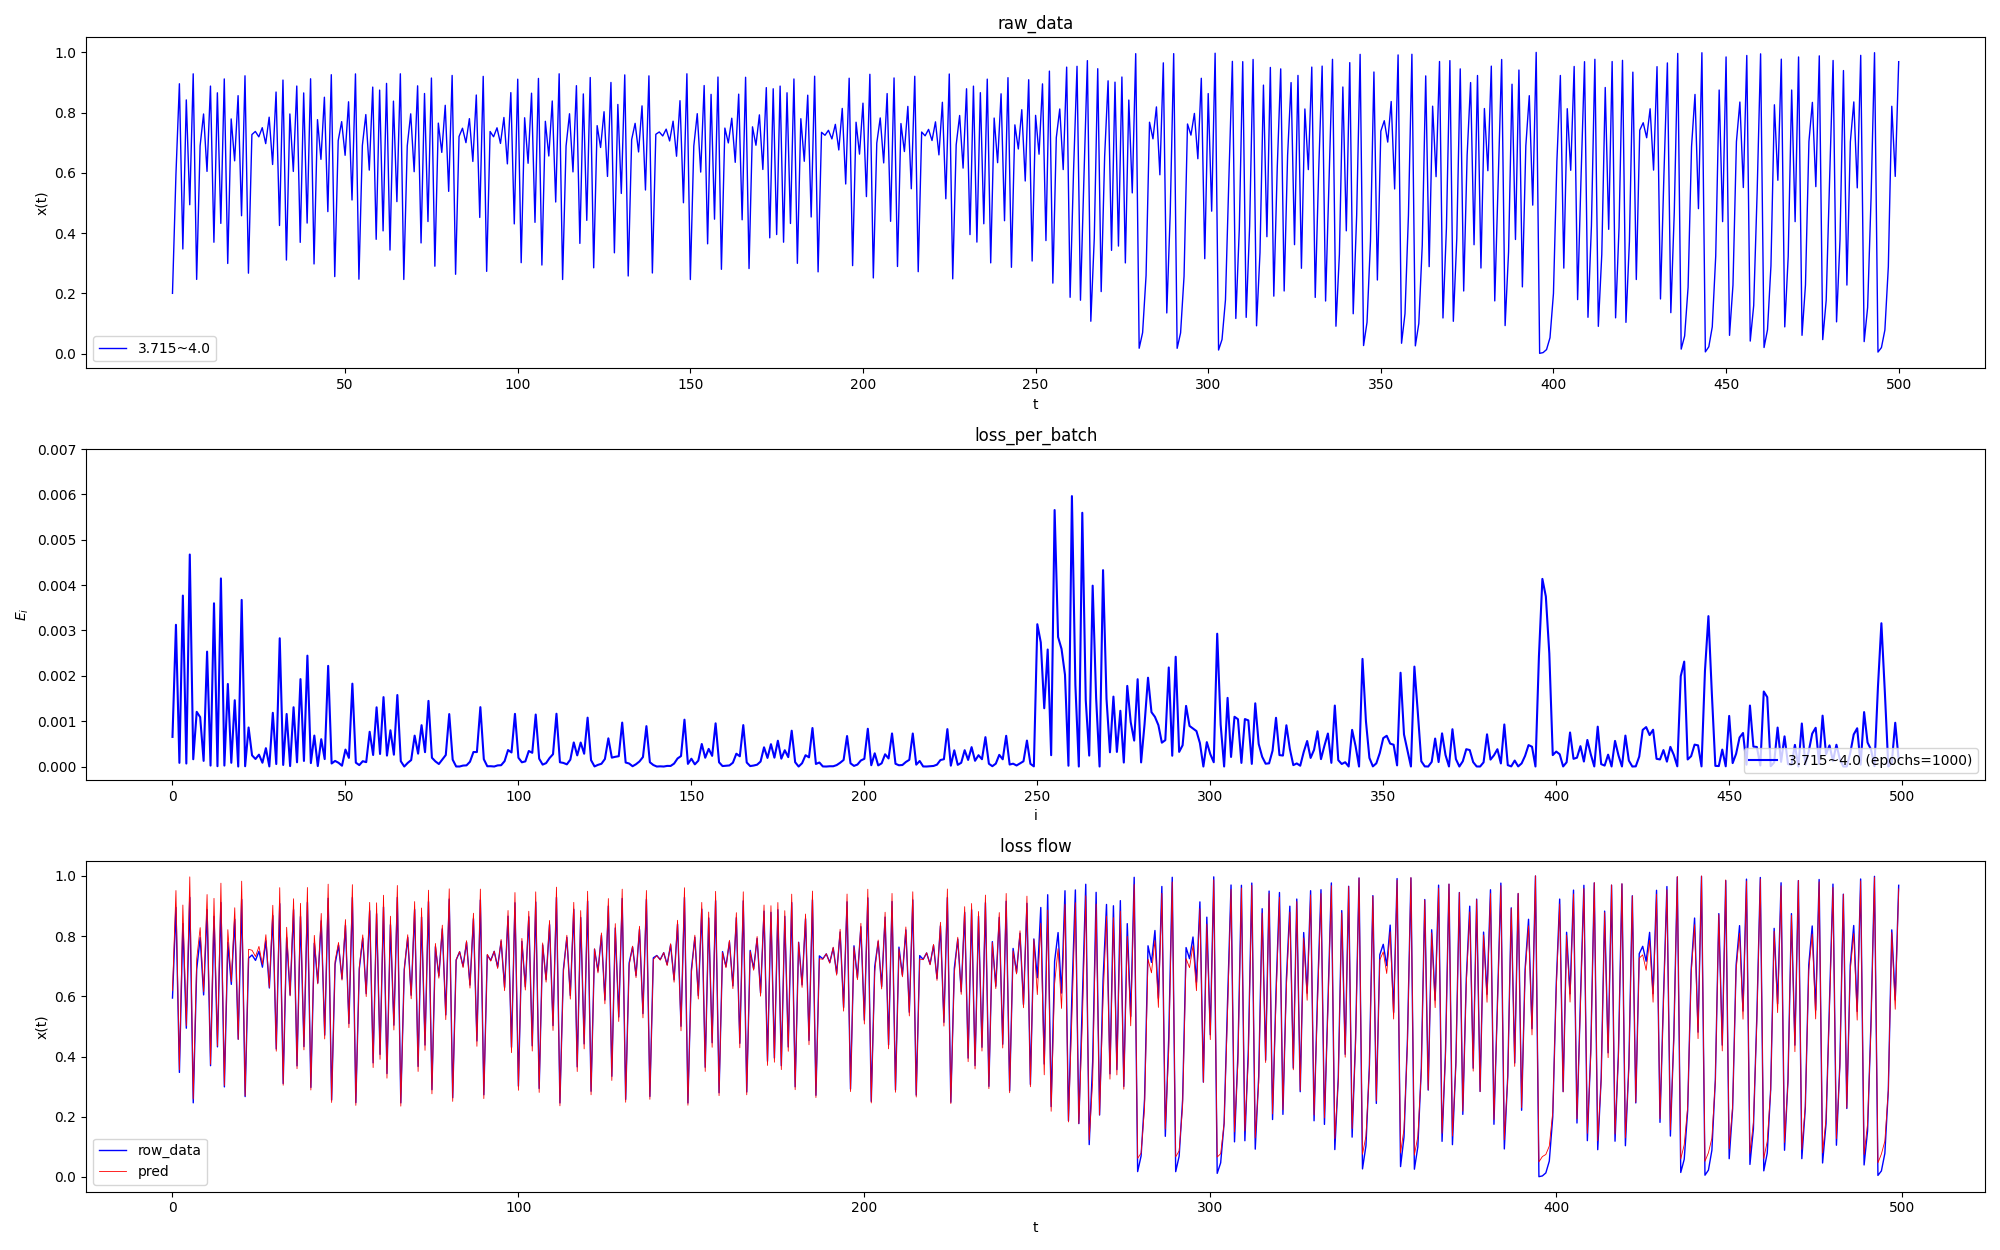 raw_data
1.0
0.8
0.6
0.4
0.2
0.0
x(t)
3.715~4.0
50 100 150 200 250 300 350 400 450 500
t
loss_per_batch
0.007
0.006
0.005
0.004
0.003
0.002
0.001
0.000
E_i
3.715~4.0 (epochs=1000)
0 50 100 150 200 250 300 350 400 450 500
i
loss flow
1.0
0.8
0.6
0.4
0.2
0.0
x(t)
row_data
pred
0 100 200 300 400 500
t